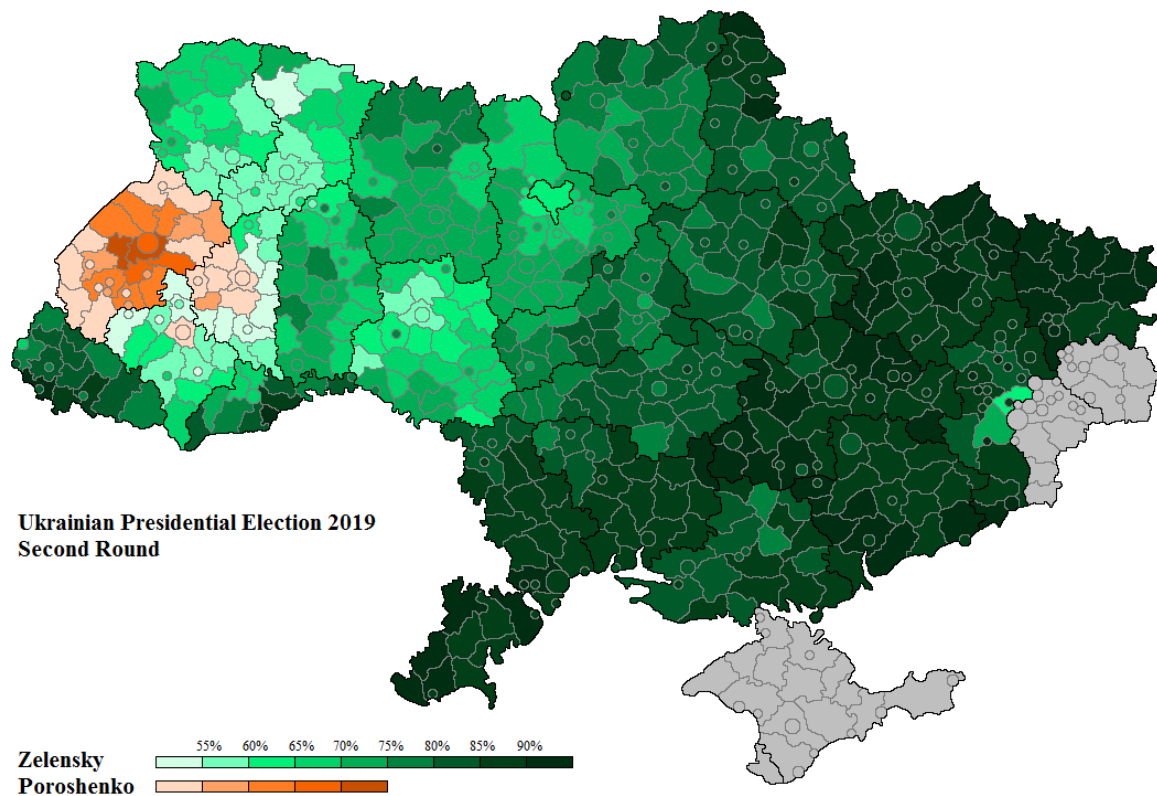 Ukrainian Presidential Election 2019
Second Round
55% 60% 65% 70% 75% 80% 85% 90%
Zelensky
Poroshenko